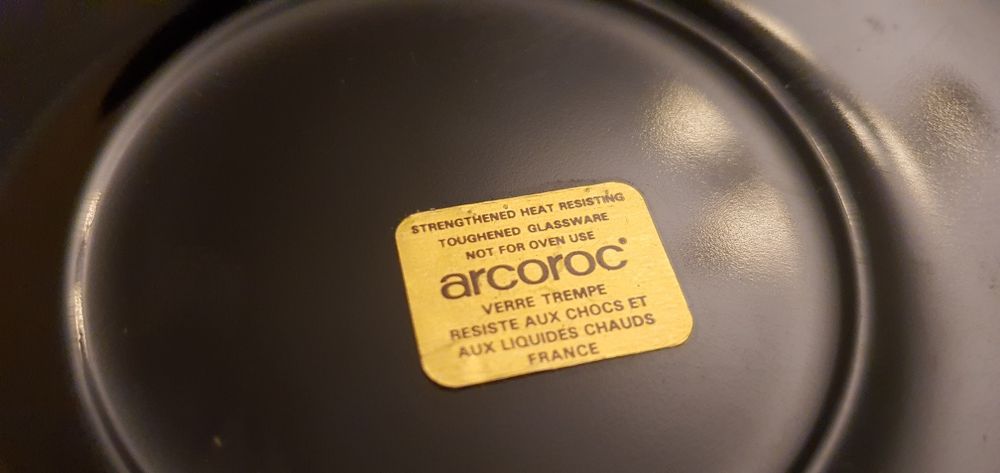 STRENGTHENED HEAT RESISTING
TOUGHENED GLASSWARE
NOT FOR OVEN USE
arcoroc®
VERRE TREMPE
RESISTE AUX CHOCS ET
AUX LIQUIDES CHAUDS
FRANCE